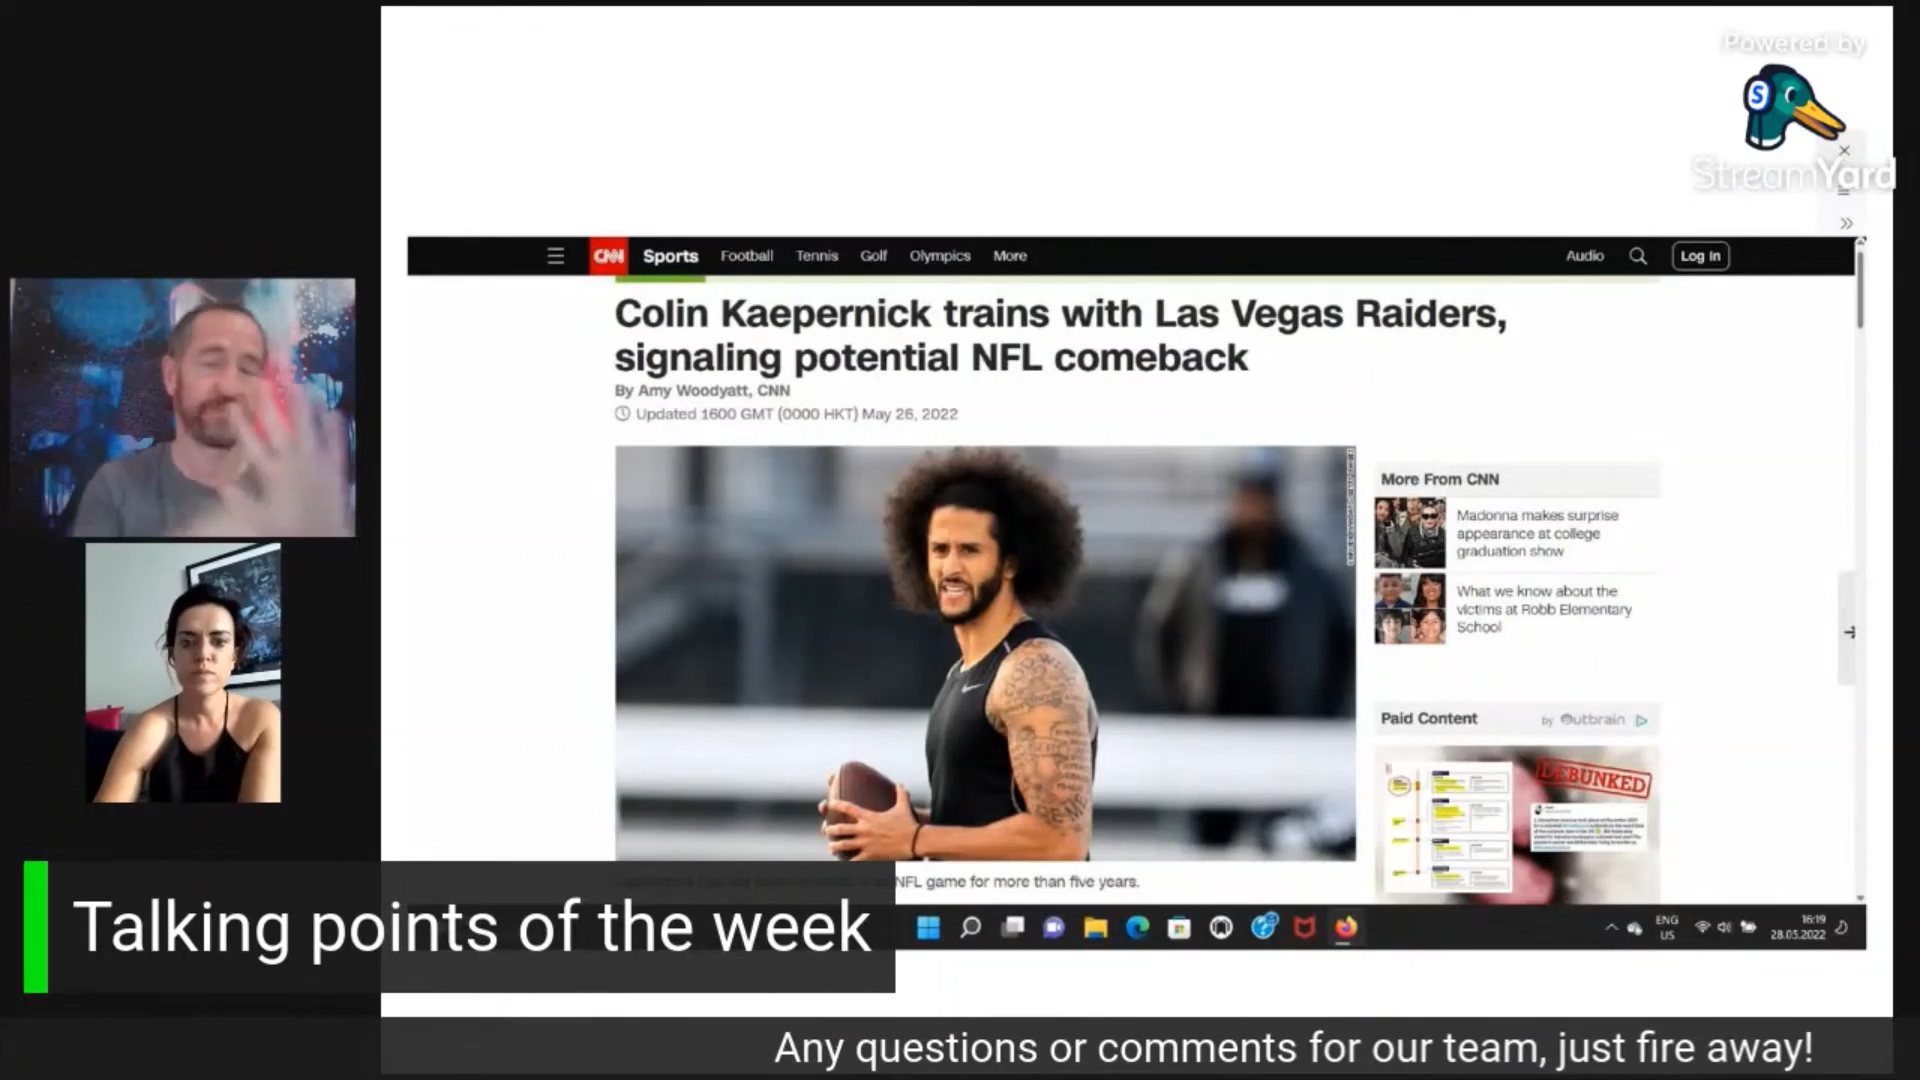 Powered by
StreamYard
CNN Sports Football Tennis Golf Olympics More Audio Log In
Colin Kaepernick trains with Las Vegas Raiders,
signaling potential NFL comeback
By Amy Woodyatt, CNN
Updated 1600 GMT (0000 HKT) May 26, 2022
More From CNN
Madonna makes surprise
appearance at college
graduation show
What we know about the
victims at Robb Elementary
School
Paid Content by Outbrain
DEBUNKED
NFL game for more than five years.
Talking points of the week
ENG
US
16:19
28.05.2022
Any questions or comments for our team, just fire away!